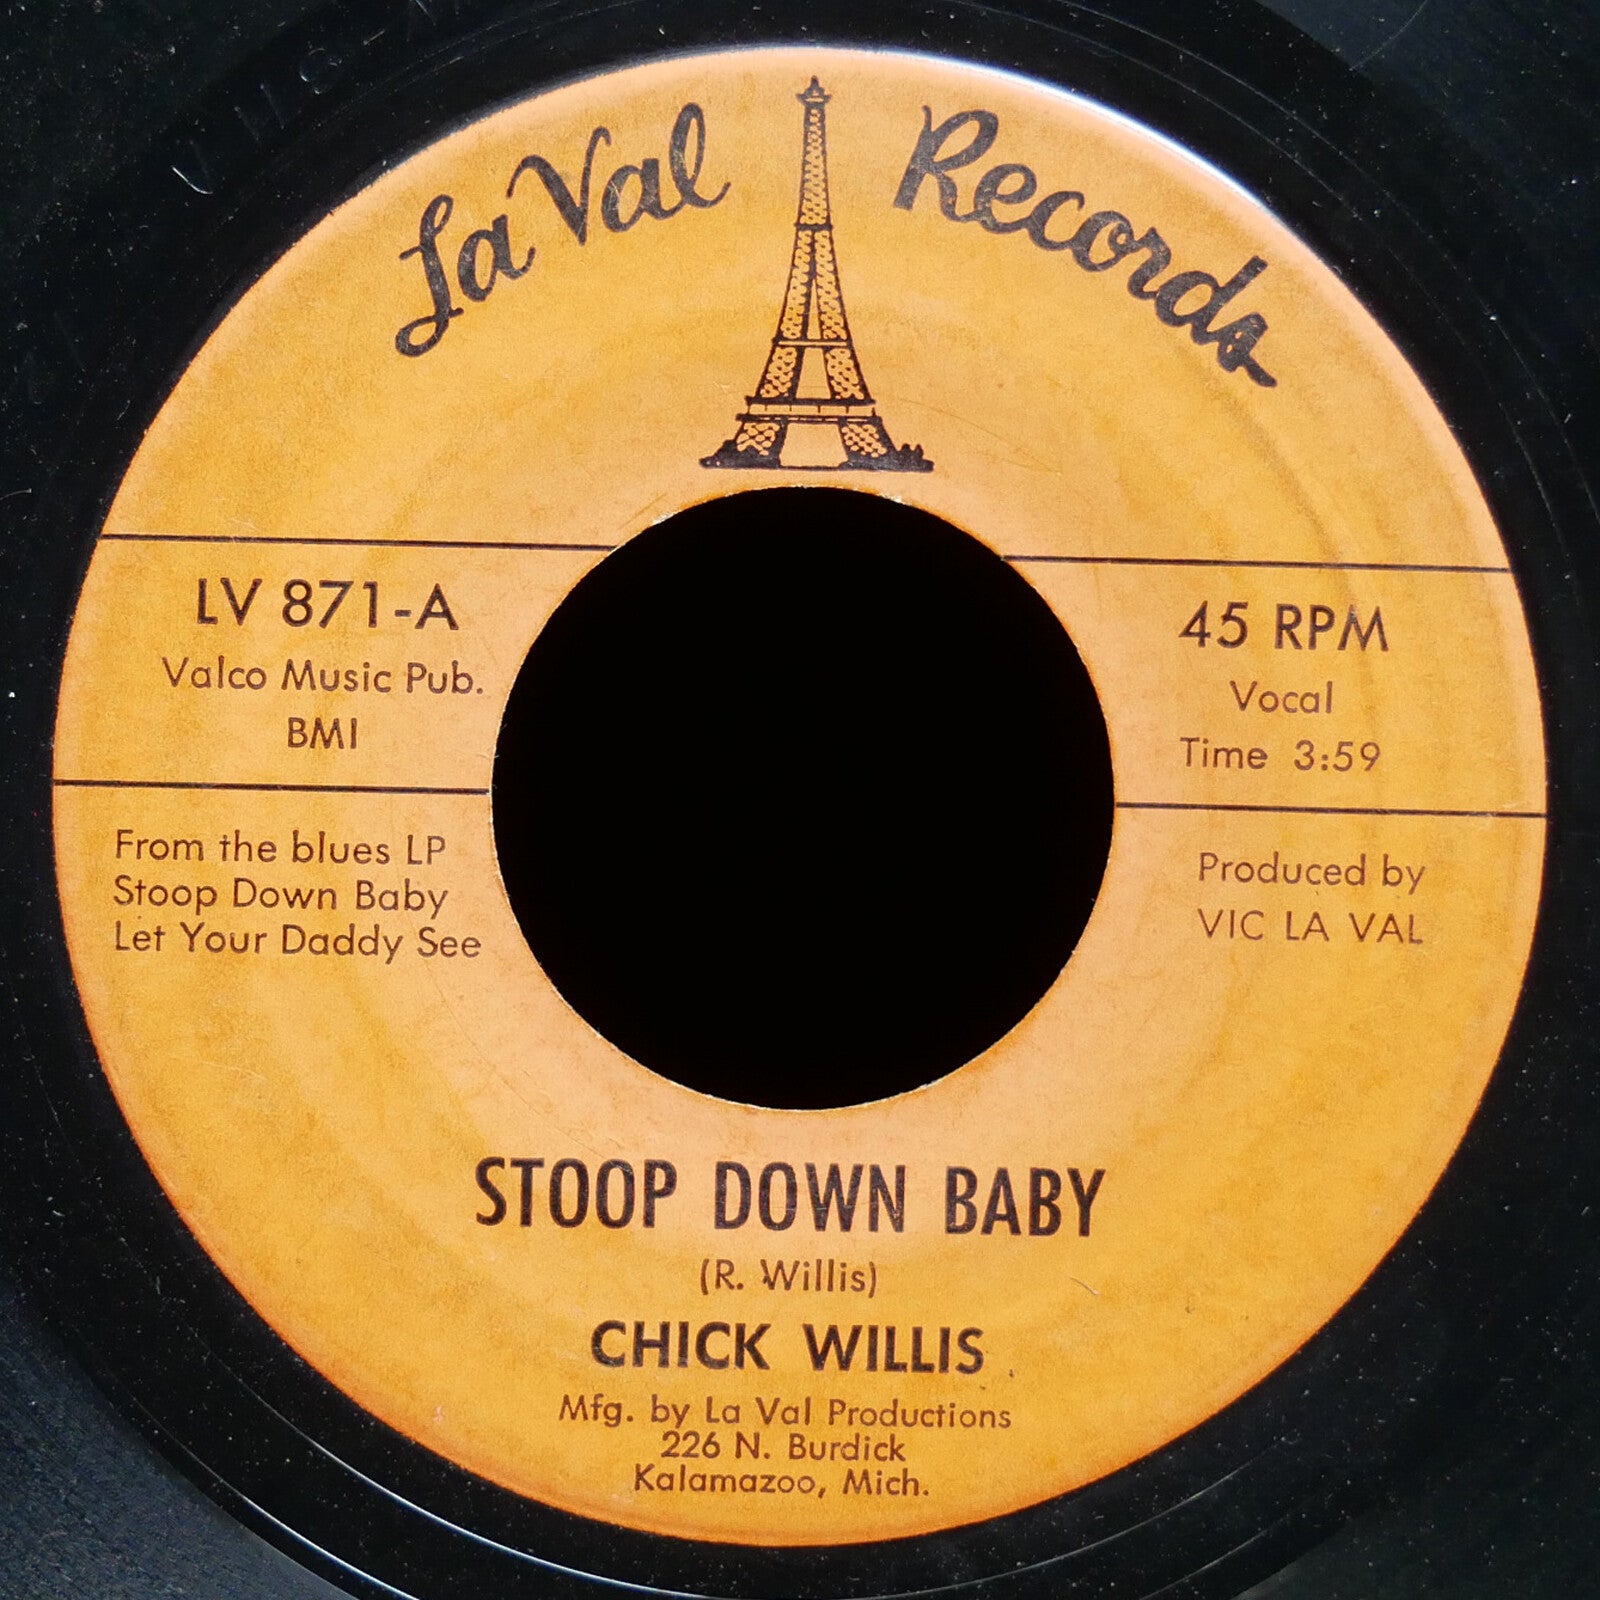 La Val Records
LV 871-A
Valco Music Pub.
BMI
45 RPM
Vocal
Time 3:59
From the blues LP
Stoop Down Baby
Let Your Daddy See
Produced by
VIC LA VAL
STOOP DOWN BABY
(R. Willis)
CHICK WILLIS
Mfg. by La Val Productions
226 N. Burdick
Kalamazoo, Mich.